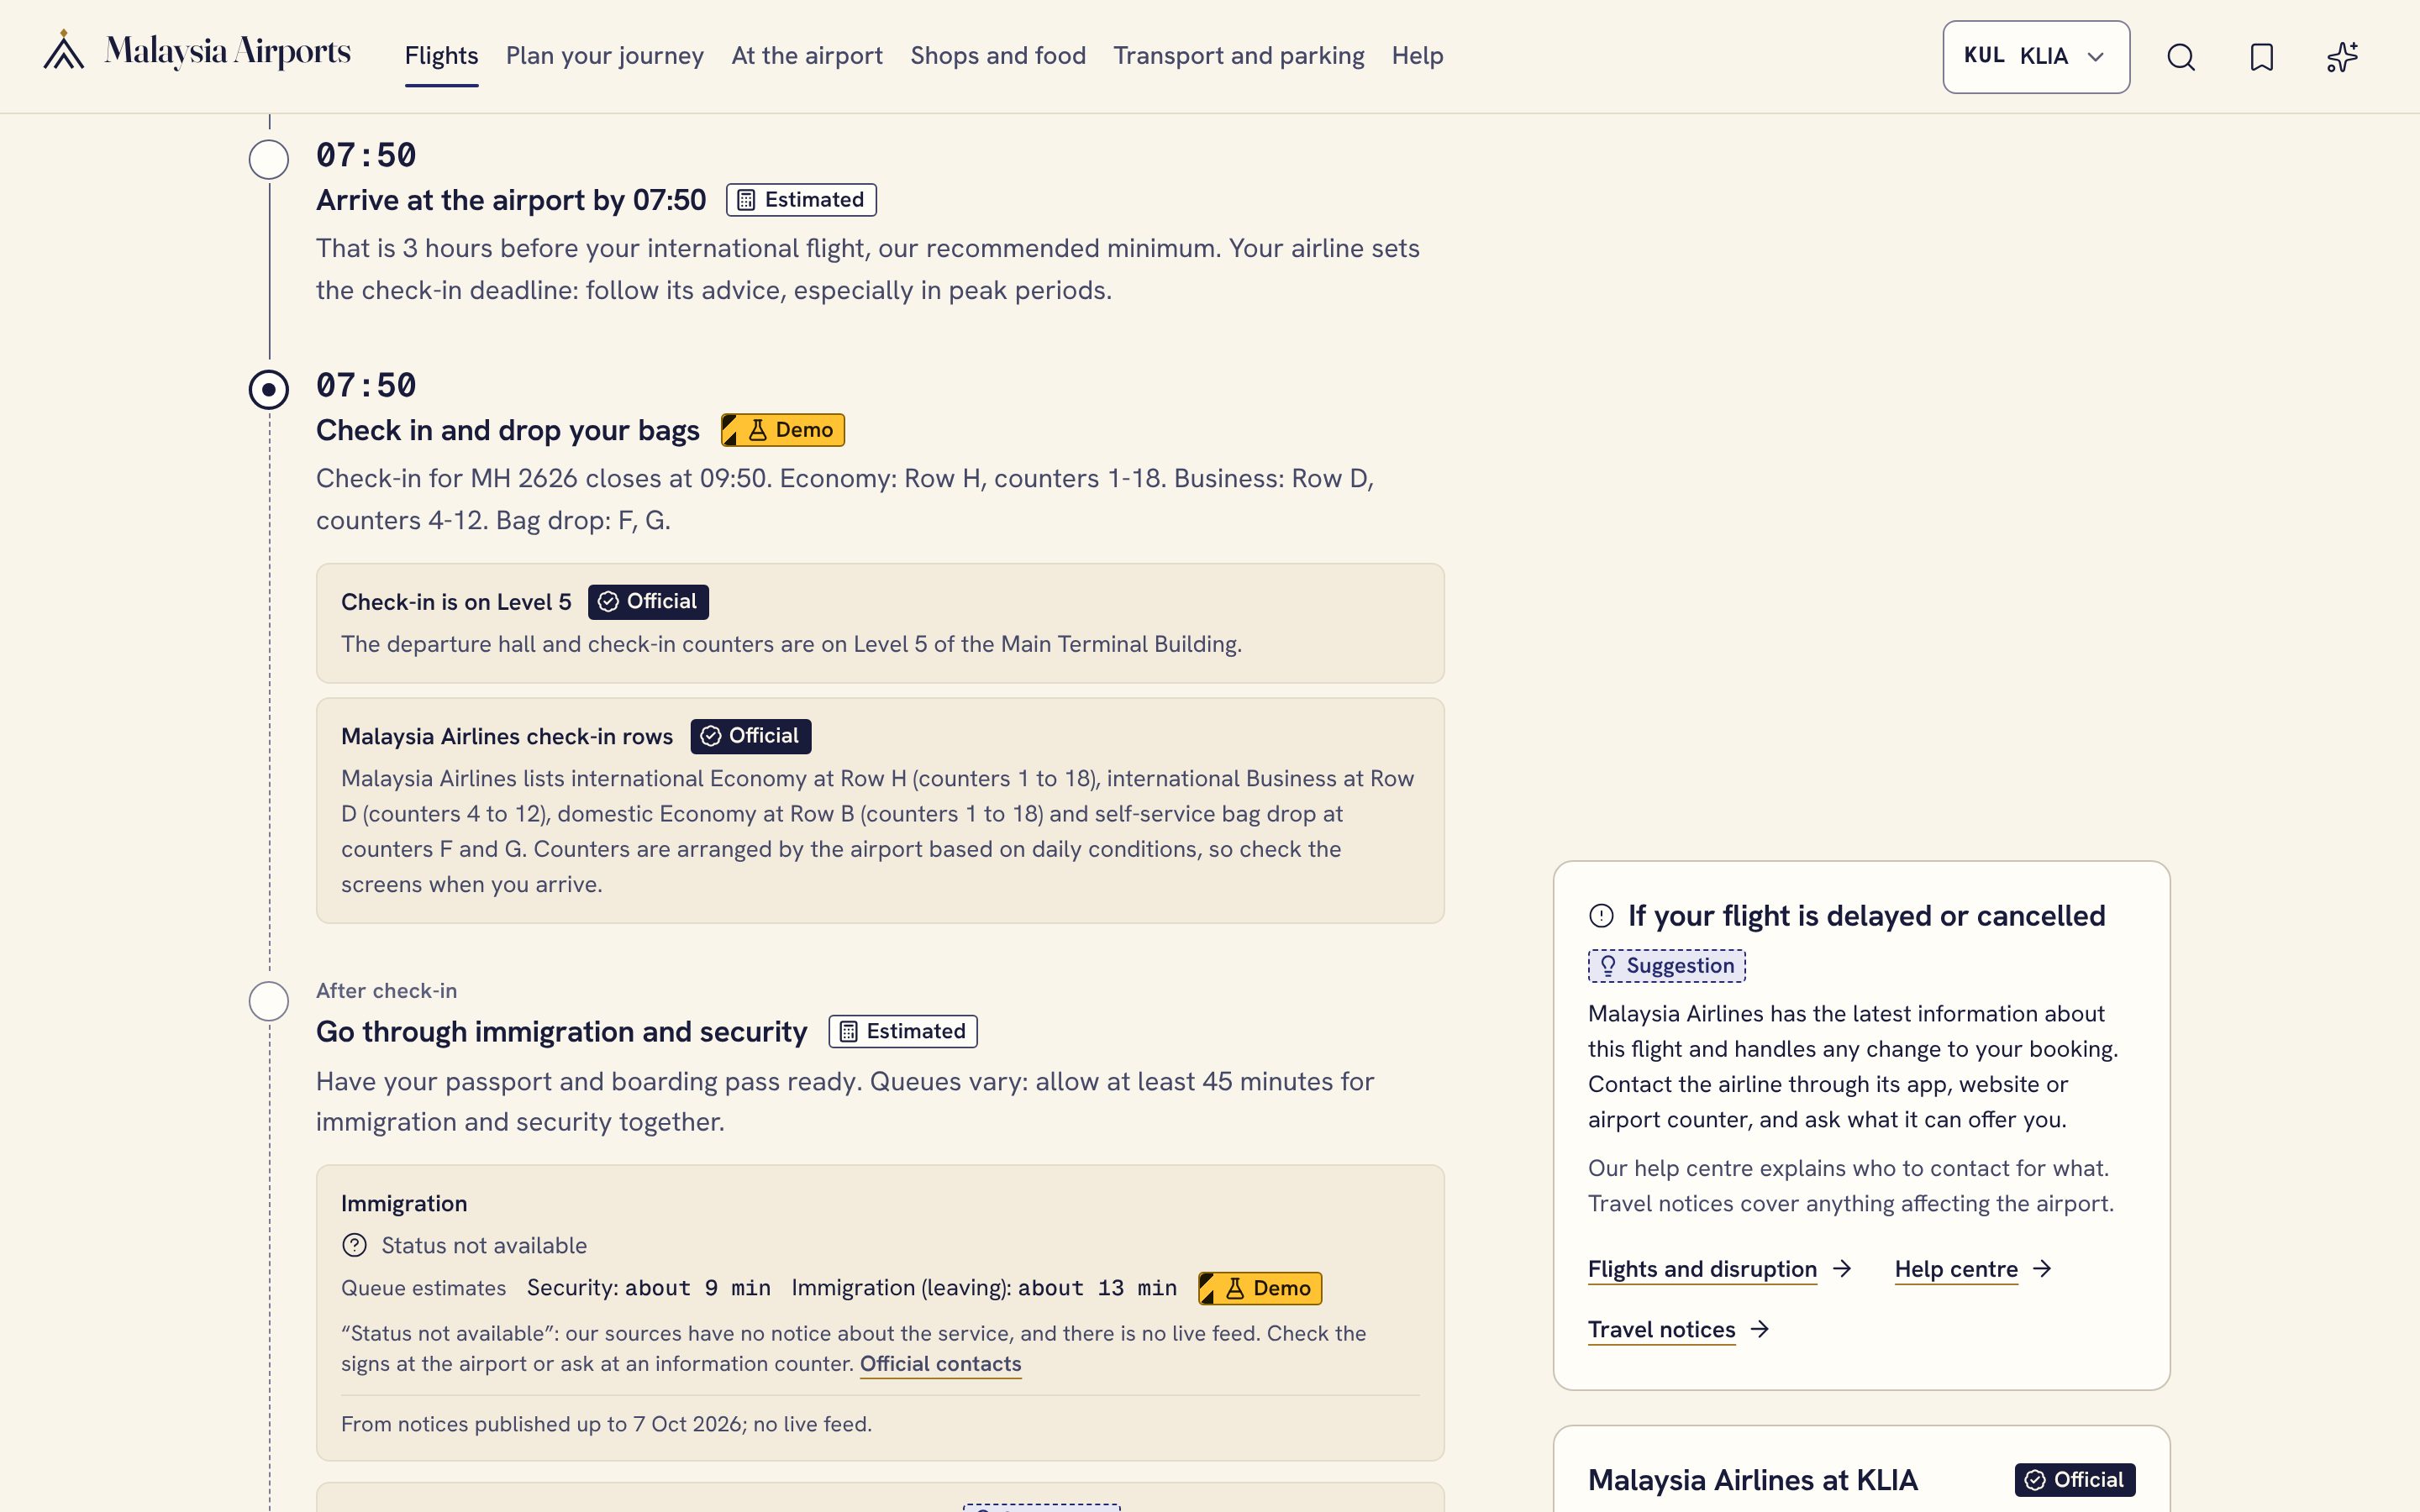 Malaysia Airports
Flights
Plan your journey
At the airport
Shops and food
Transport and parking
Help
KUL KLIA
07:50
Arrive at the airport by 07:50 Estimated
That is 3 hours before your international flight, our recommended minimum. Your airline sets
the check-in deadline: follow its advice, especially in peak periods.
07:50
Check in and drop your bags Demo
Check-in for MH 2626 closes at 09:50. Economy: Row H, counters 1-18. Business: Row D,
counters 4-12. Bag drop: F, G.
Check-in is on Level 5 Official
The departure hall and check-in counters are on Level 5 of the Main Terminal Building.
Malaysia Airlines check-in rows Official
Malaysia Airlines lists international Economy at Row H (counters 1 to 18), international Business at Row
D (counters 4 to 12), domestic Economy at Row B (counters 1 to 18) and self-service bag drop at
counters F and G. Counters are arranged by the airport based on daily conditions, so check the
screens when you arrive.
After check-in
Go through immigration and security Estimated
Have your passport and boarding pass ready. Queues vary: allow at least 45 minutes for
immigration and security together.
Immigration
Status not available
Queue estimates Security: about 9 min Immigration (leaving): about 13 min Demo
“Status not available”: our sources have no notice about the service, and there is no live feed. Check the
signs at the airport or ask at an information counter. Official contacts
From notices published up to 7 Oct 2026; no live feed.
If your flight is delayed or cancelled
Suggestion
Malaysia Airlines has the latest information about
this flight and handles any change to your booking.
Contact the airline through its app, website or
airport counter, and ask what it can offer you.
Our help centre explains who to contact for what.
Travel notices cover anything affecting the airport.
Flights and disruption
Help centre
Travel notices
Malaysia Airlines at KLIA Official